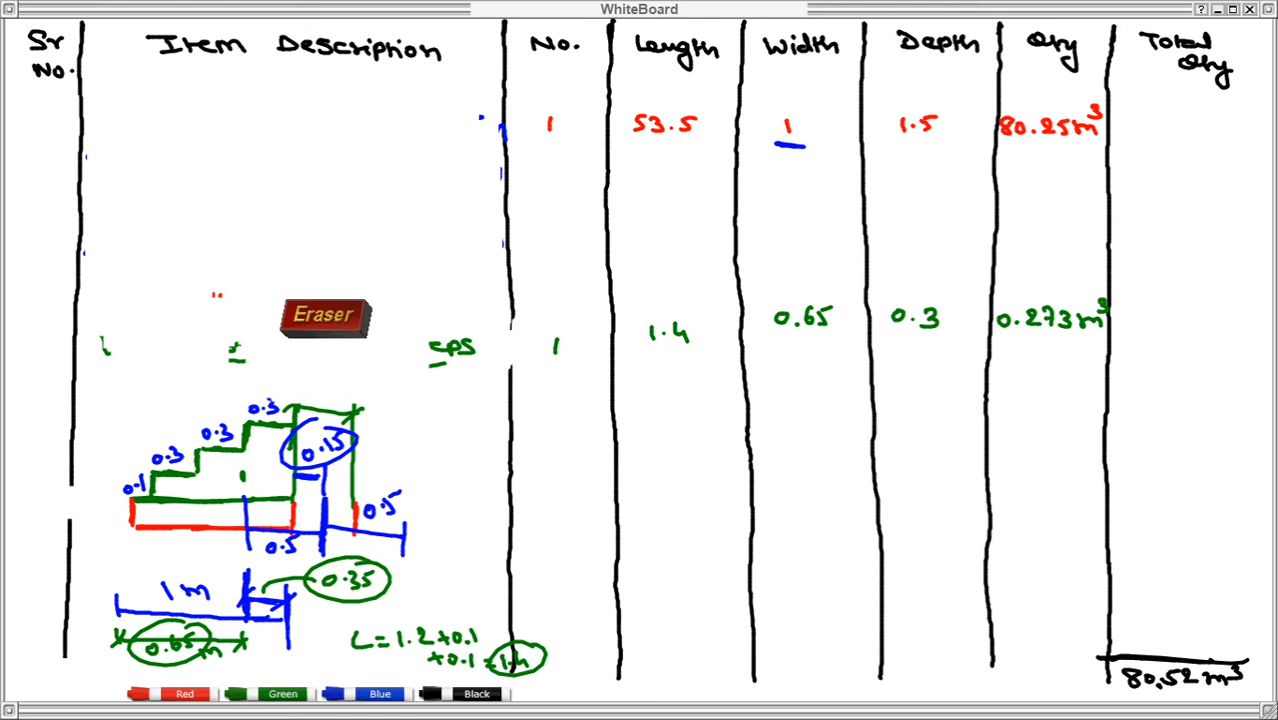 WhiteBoard
Sr No.
Item Description
No.
Length
Width
Depth
Qty
Total Qty
1 53.5 1 1.5 80.25m³
Eraser
eps 1 1.4 0.65 0.3 0.273m³
0.3
0.3
0.3
0.1
0.15
0.5
0.5
1m
0.35
0.65m
L=1.2+0.1
+0.1=1.4
80.52m³
Red Green Blue Black